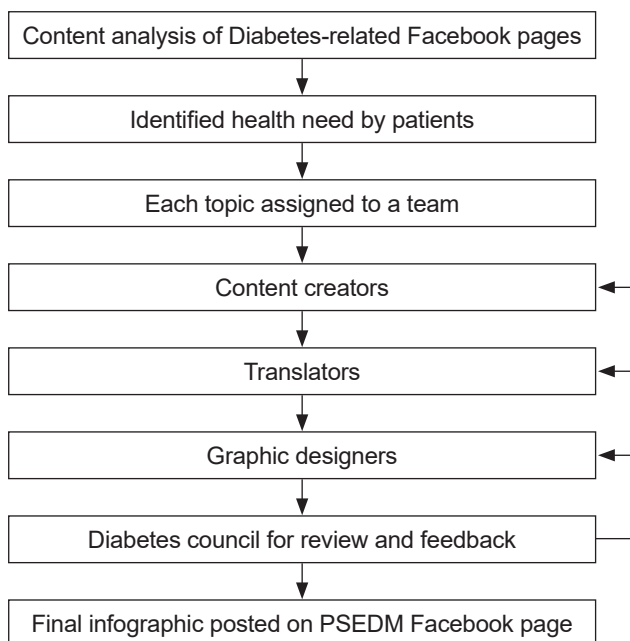 Content analysis of Diabetes-related Facebook pages
Identified health need by patients
Each topic assigned to a team
Content creators
Translators
Graphic designers
Diabetes council for review and feedback
Final infographic posted on PSEDM Facebook page